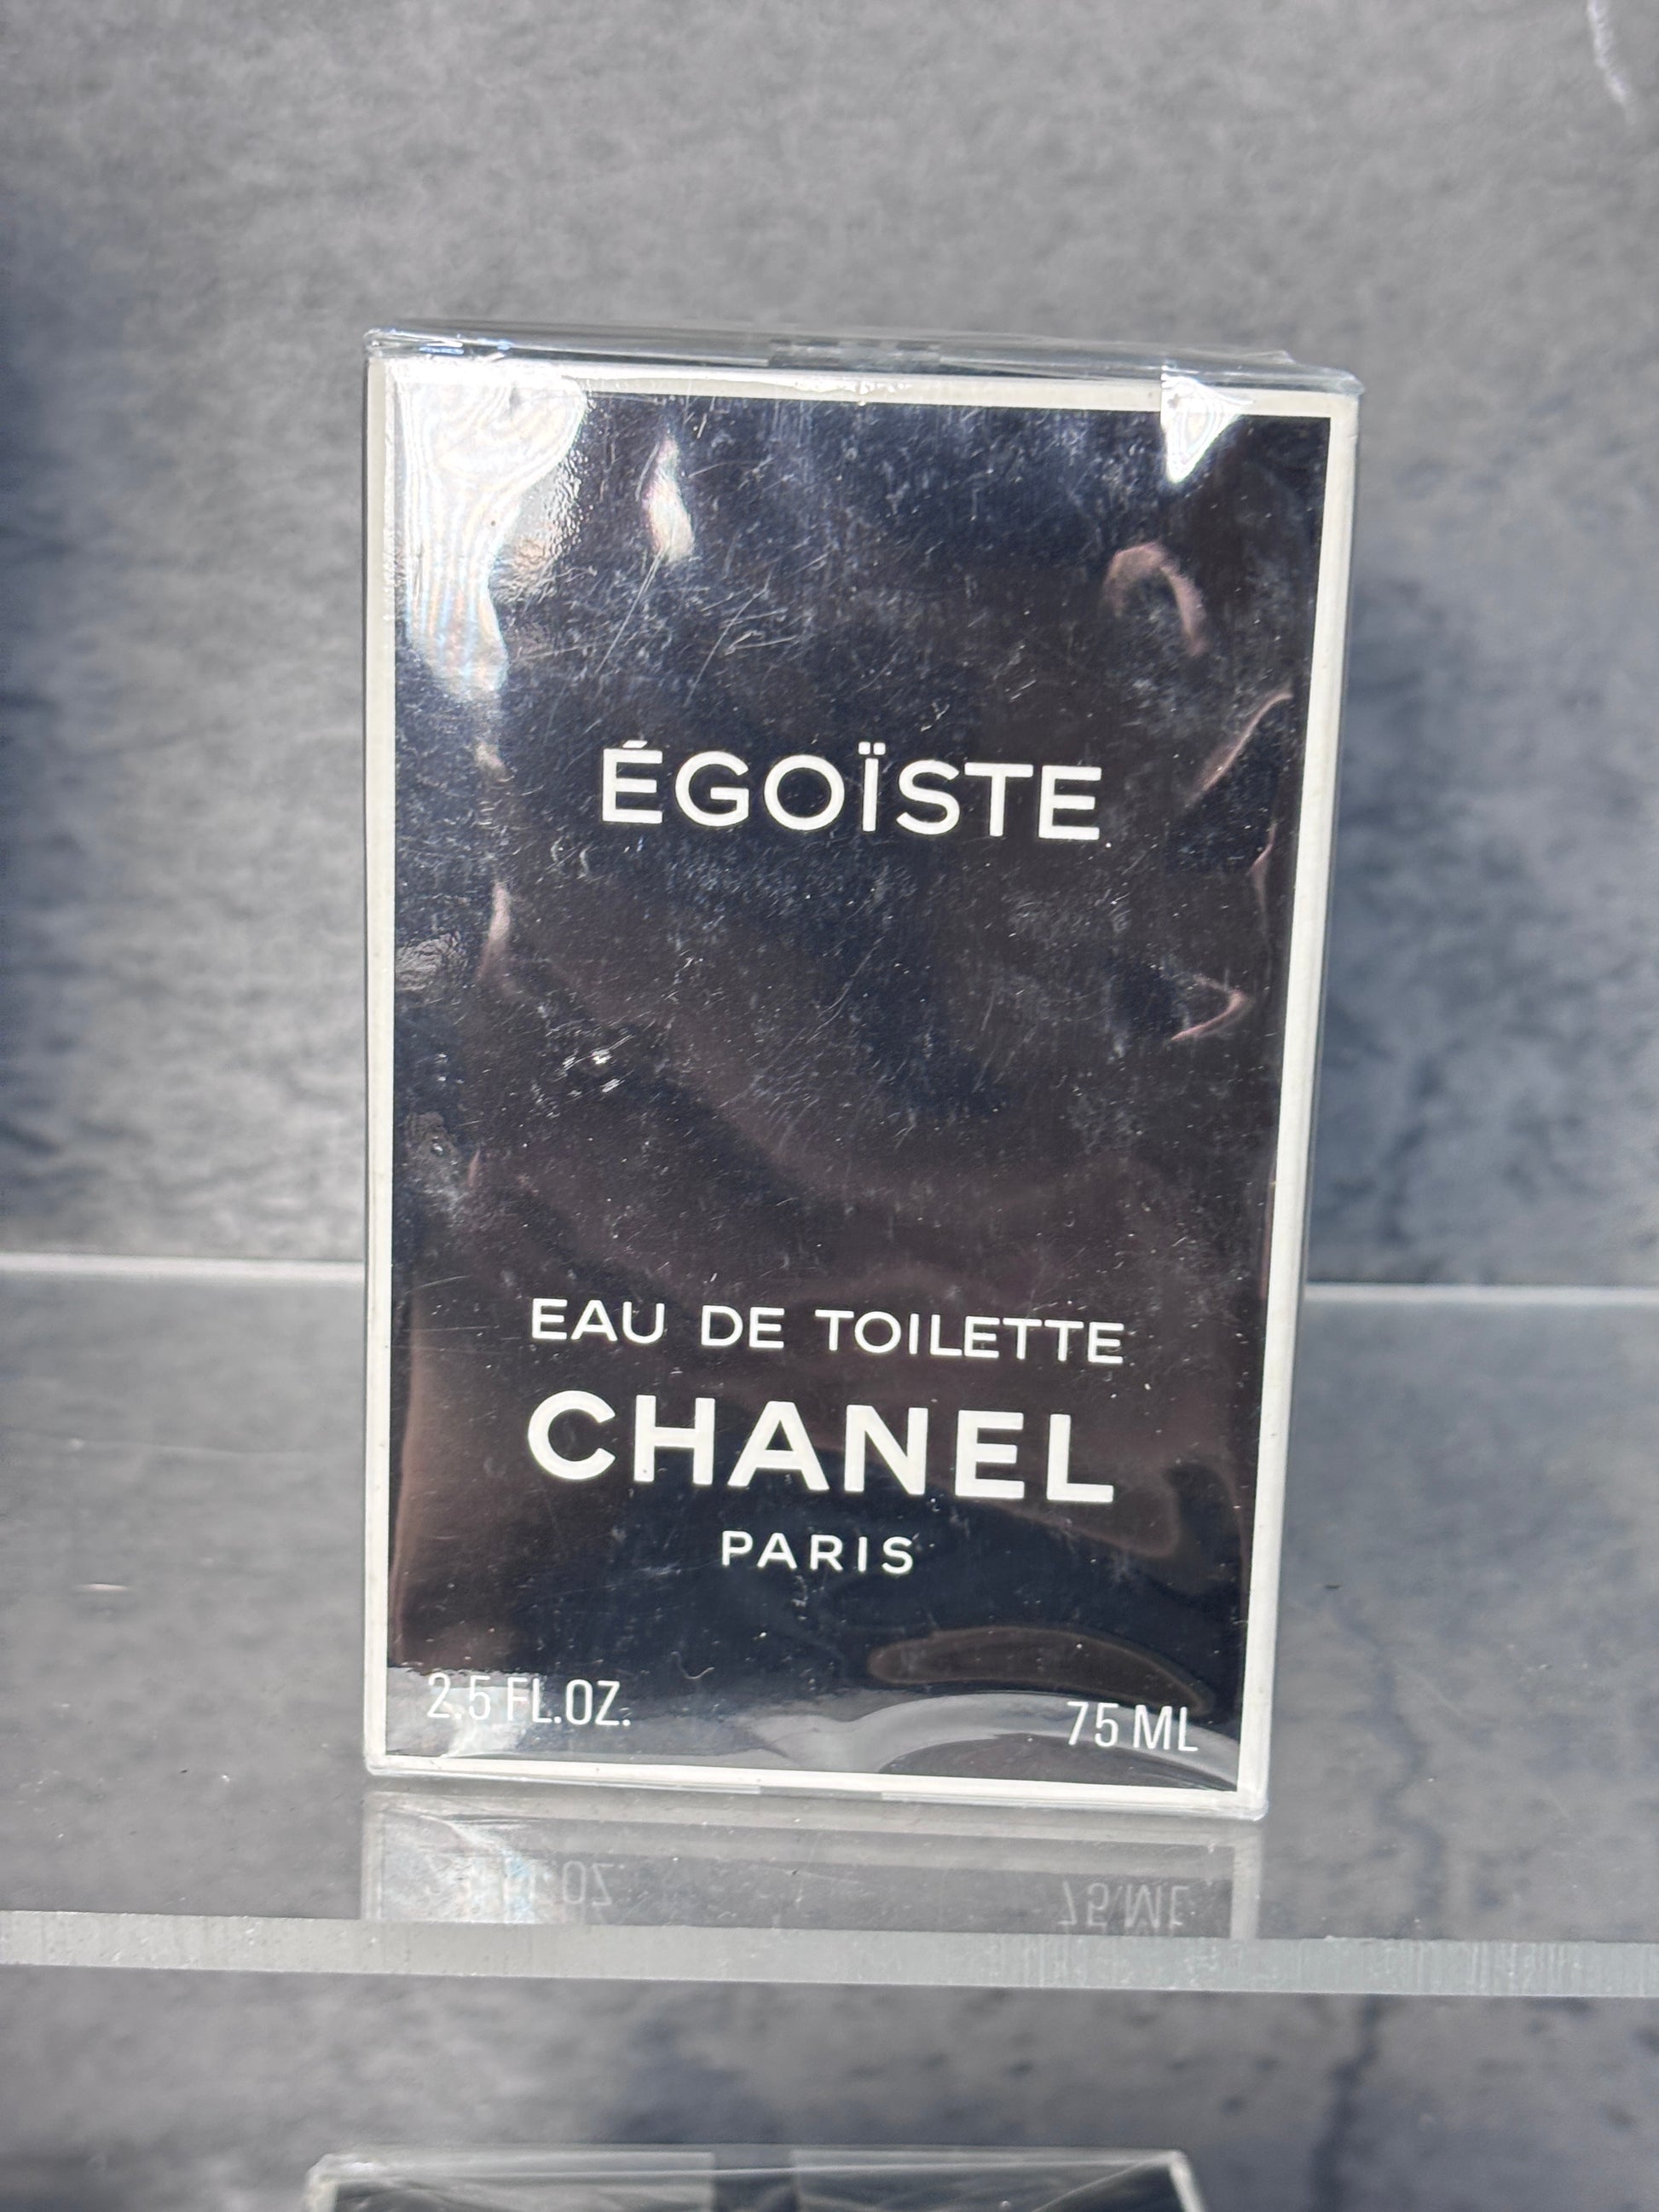 ÉGOÏSTE
EAU DE TOILETTE
CHANEL
PARIS
2.5 FL.OZ.
75 ML